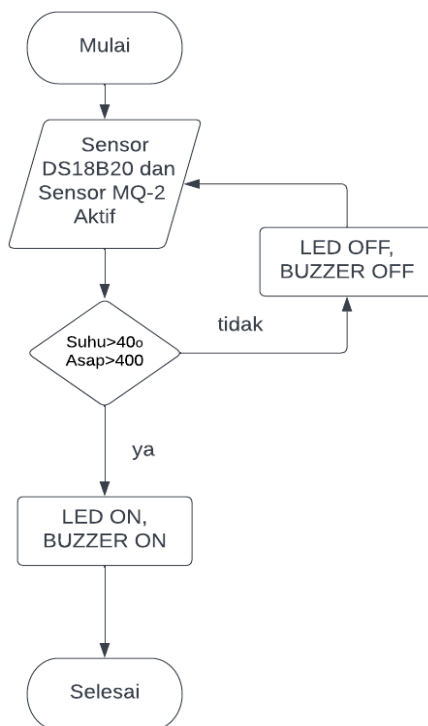 Mulai
Sensor
DS18B20 dan
Sensor MQ-2
Aktif
LED OFF,
BUZZER OFF
tidak
Suhu>40o
Asap>400
ya
LED ON,
BUZZER ON
Selesai